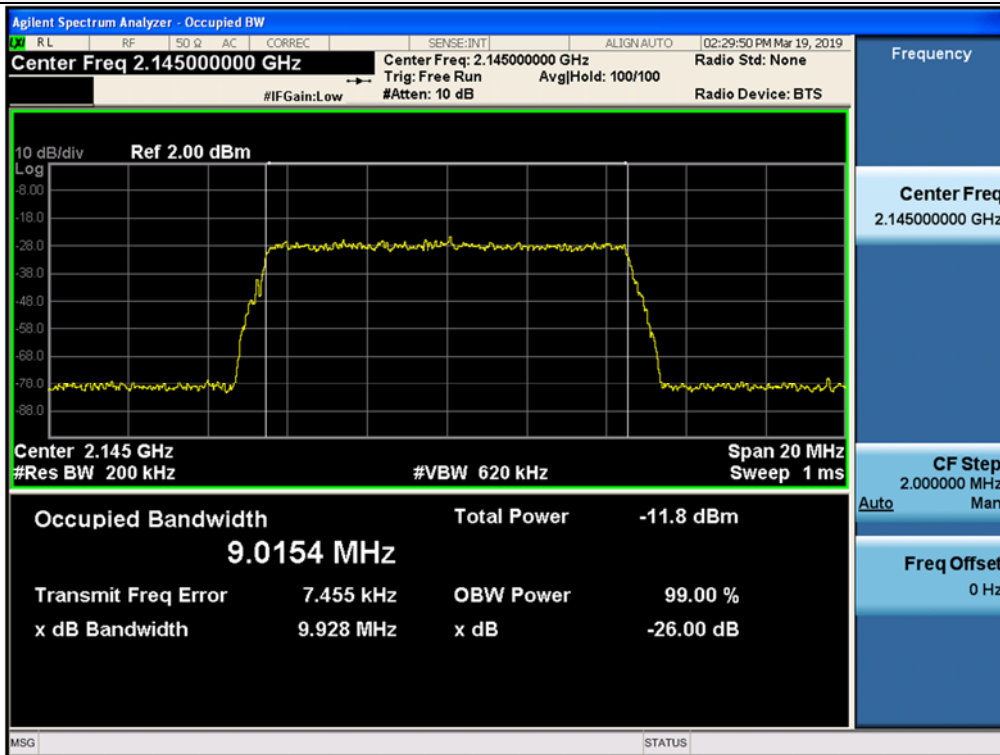 Agilent Spectrum Analyzer - Occupied BW
LXI RL RF 50 Ω AC CORREC SENSE:INT ALIGNAUTO 02:29:50 PM Mar 19, 2019
Center Freq 2.145000000 GHz
Center Freq: 2.145000000 GHz Radio Std: None
Trig: Free Run Avg|Hold: 100/100
#IFGain:Low #Atten: 10 dB Radio Device: BTS
10 dB/div Ref 2.00 dBm
Log
-8.00
-18.0
-28.0
-38.0
-48.0
-58.0
-68.0
-78.0
-88.0
Center 2.145 GHz Span 20 MHz
#Res BW 200 kHz #VBW 620 kHz Sweep 1 ms
Occupied Bandwidth Total Power -11.8 dBm
9.0154 MHz
Transmit Freq Error 7.455 kHz OBW Power 99.00 %
x dB Bandwidth 9.928 MHz x dB -26.00 dB
MSG STATUS
Frequency
Center Freq
2.145000000 GHz
CF Step
2.000000 MHz
Auto Man
Freq Offset
0 Hz